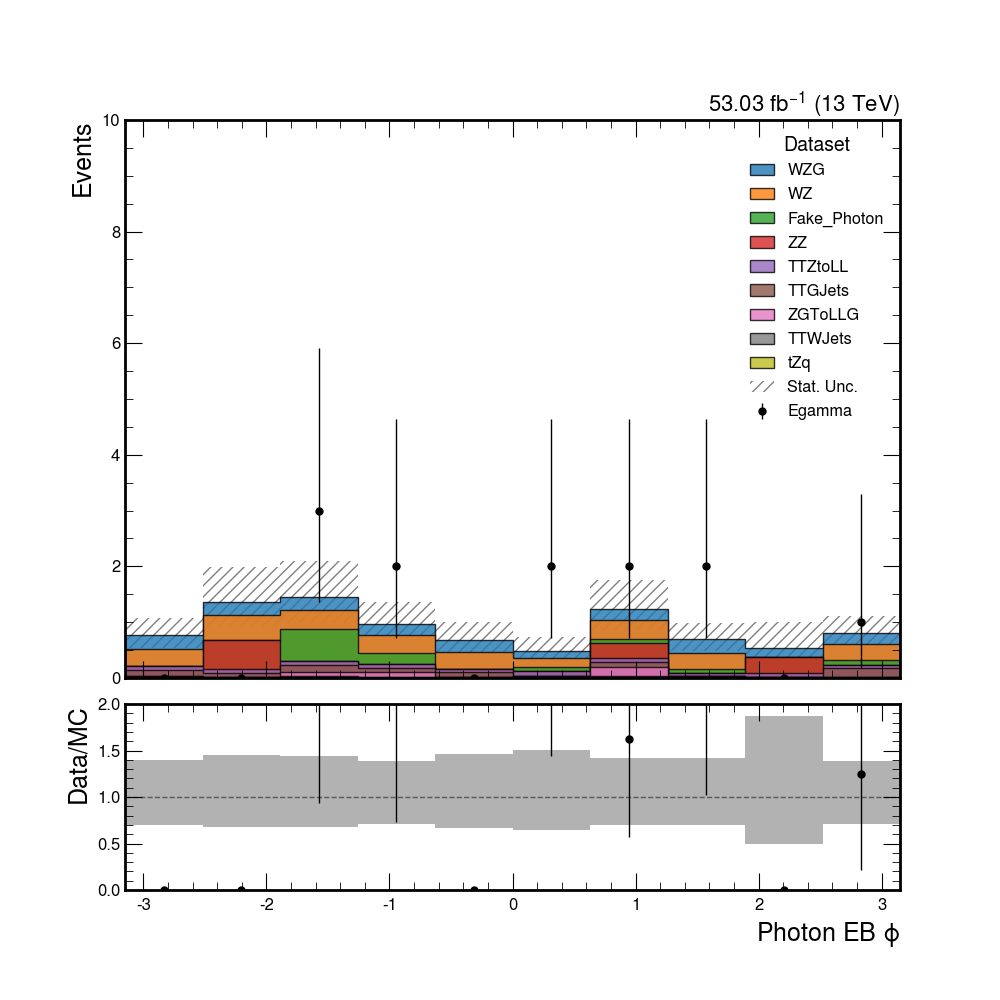 53.03 fb⁻¹ (13 TeV)
Events
10
8
6
4
2
0
Dataset
WZG
WZ
Fake_Photon
ZZ
TTZtoLL
TTGJets
ZGToLLG
TTWJets
tZq
Stat. Unc.
Egamma
Data/MC
2.0
1.5
1.0
0.5
0.0
-3 -2 -1 0 1 2 3
Photon EB ϕ